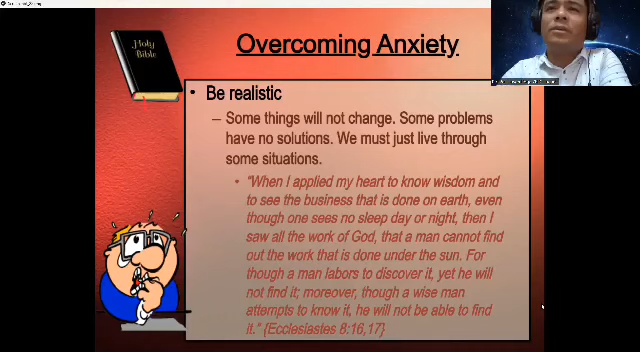 Holy
Bible
Overcoming Anxiety
• Be realistic
– Some things will not change. Some problems
have no solutions. We must just live through
some situations.
• "When I applied my heart to know wisdom and
to see the business that is done on earth, even
though one sees no sleep day or night, then I
saw all the work of God, that a man cannot find
out the work that is done under the sun. For
though a man labors to discover it, yet he will
not find it; moreover, though a wise man
attempts to know it, he will not be able to find
it." {Ecclesiastes 8:16,17}